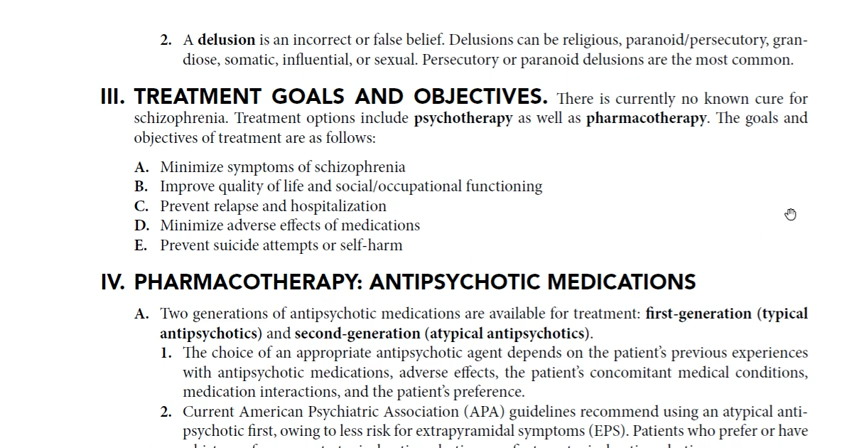 2. A delusion is an incorrect or false belief. Delusions can be religious, paranoid/persecutory, gran-
diose, somatic, influential, or sexual. Persecutory or paranoid delusions are the most common.
III. TREATMENT GOALS AND OBJECTIVES. There is currently no known cure for
schizophrenia. Treatment options include psychotherapy as well as pharmacotherapy. The goals and
objectives of treatment are as follows:
A. Minimize symptoms of schizophrenia
B. Improve quality of life and social/occupational functioning
C. Prevent relapse and hospitalization
D. Minimize adverse effects of medications
E. Prevent suicide attempts or self-harm
IV. PHARMACOTHERAPY: ANTIPSYCHOTIC MEDICATIONS
A. Two generations of antipsychotic medications are available for treatment: first-generation (typical
antipsychotics) and second-generation (atypical antipsychotics).
1. The choice of an appropriate antipsychotic agent depends on the patient’s previous experiences
with antipsychotic medications, adverse effects, the patient’s concomitant medical conditions,
medication interactions, and the patient’s preference.
2. Current American Psychiatric Association (APA) guidelines recommend using an atypical anti-
psychotic first, owing to less risk for extrapyramidal symptoms (EPS). Patients who prefer or have